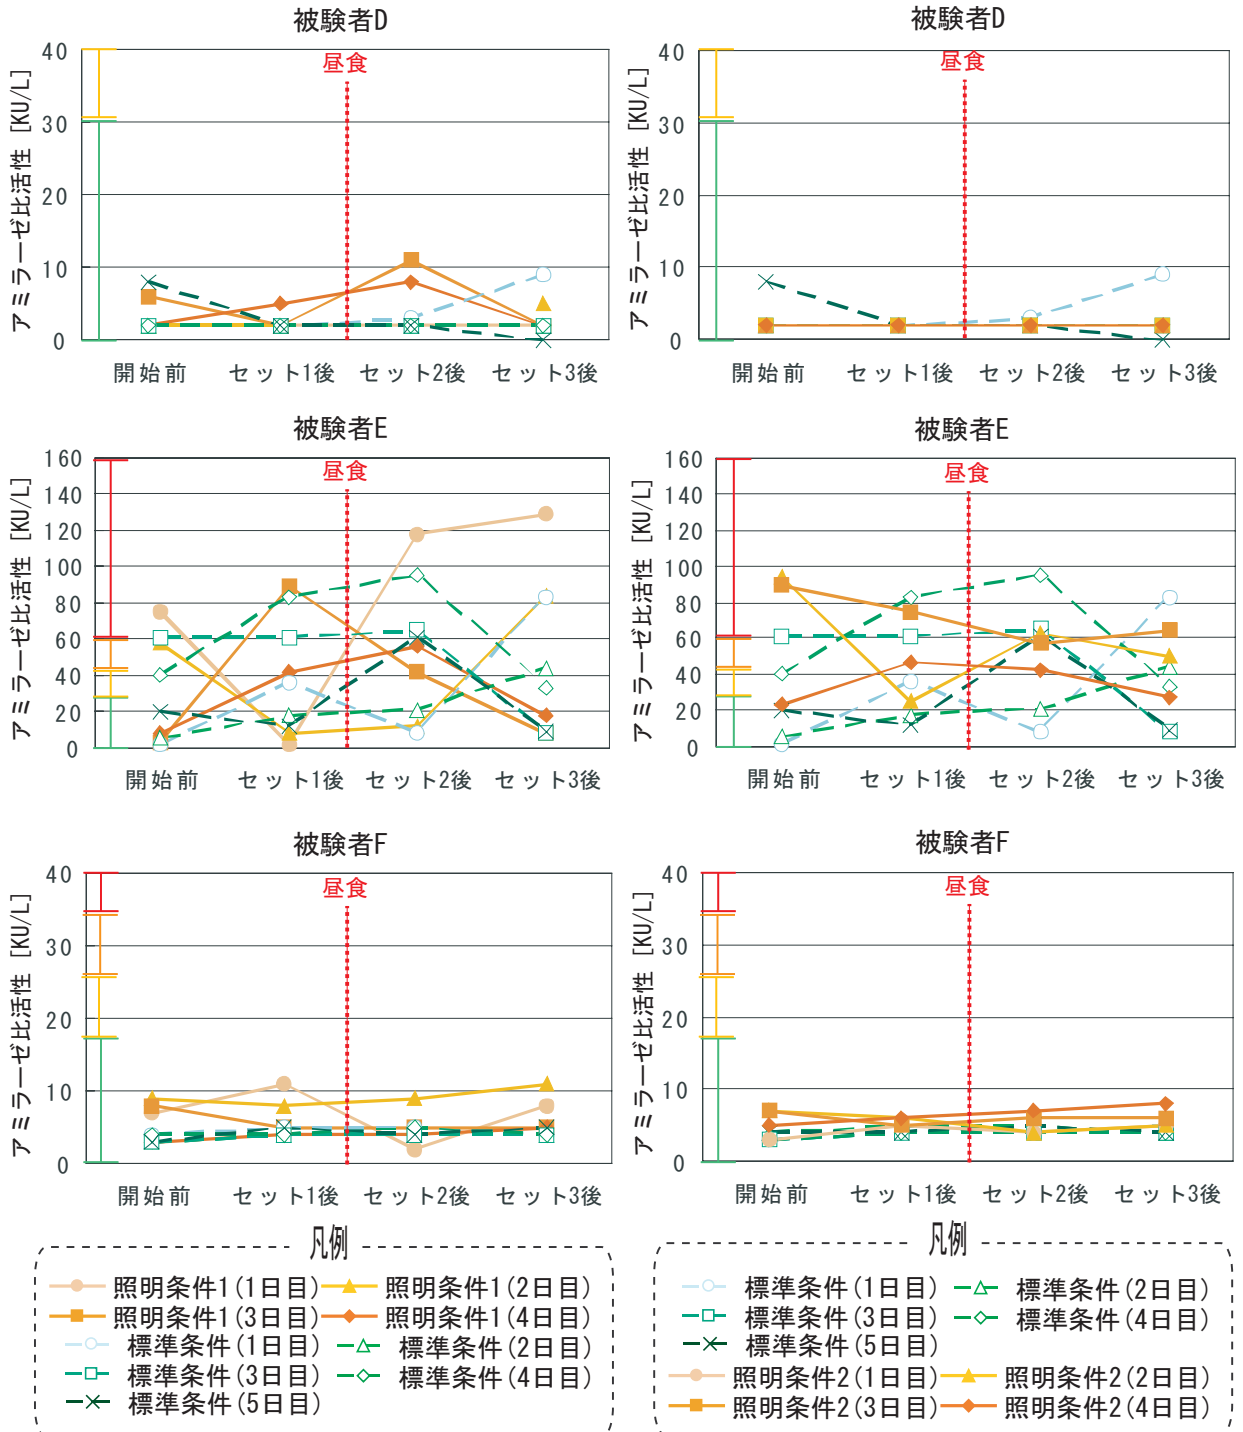 被験者D
アミラーゼ比活性 [KU/L]
40
30
20
10
0
昼食
開始前 セット1後 セット2後 セット3後
被験者D
アミラーゼ比活性 [KU/L]
40
30
20
10
0
昼食
開始前 セット1後 セット2後 セット3後
被験者E
アミラーゼ比活性 [KU/L]
160
140
120
100
80
60
40
20
0
昼食
開始前 セット1後 セット2後 セット3後
被験者E
アミラーゼ比活性 [KU/L]
160
140
120
100
80
60
40
20
0
昼食
開始前 セット1後 セット2後 セット3後
被験者F
アミラーゼ比活性 [KU/L]
40
30
20
10
0
昼食
開始前 セット1後 セット2後 セット3後
被験者F
アミラーゼ比活性 [KU/L]
40
30
20
10
0
昼食
開始前 セット1後 セット2後 セット3後
凡例
照明条件1(1日目) 照明条件1(2日目)
照明条件1(3日目) 照明条件1(4日目)
標準条件(1日目) 標準条件(2日目)
標準条件(3日目) 標準条件(4日目)
標準条件(5日目)
凡例
標準条件(1日目) 標準条件(2日目)
標準条件(3日目) 標準条件(4日目)
標準条件(5日目)
照明条件2(1日目) 照明条件2(2日目)
照明条件2(3日目) 照明条件2(4日目)